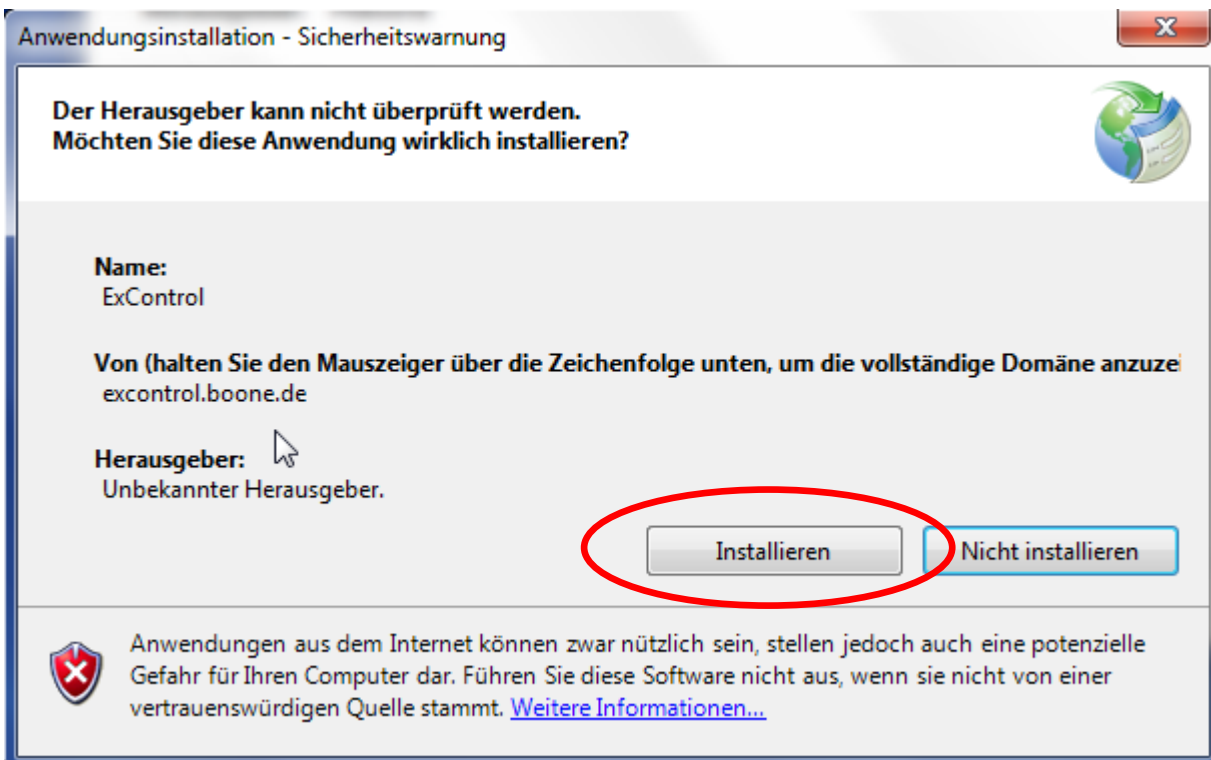 Anwendungsinstallation - Sicherheitswarnung
Der Herausgeber kann nicht überprüft werden.
Möchten Sie diese Anwendung wirklich installieren?
Name:
ExControl
Von (halten Sie den Mauszeiger über die Zeichenfolge unten, um die vollständige Domäne anzuzei
excontrol.boone.de
Herausgeber:
Unbekannter Herausgeber.
Installieren Nicht installieren
Anwendungen aus dem Internet können zwar nützlich sein, stellen jedoch auch eine potenzielle
Gefahr für Ihren Computer dar. Führen Sie diese Software nicht aus, wenn sie nicht von einer
vertrauenswürdigen Quelle stammt. Weitere Informationen...